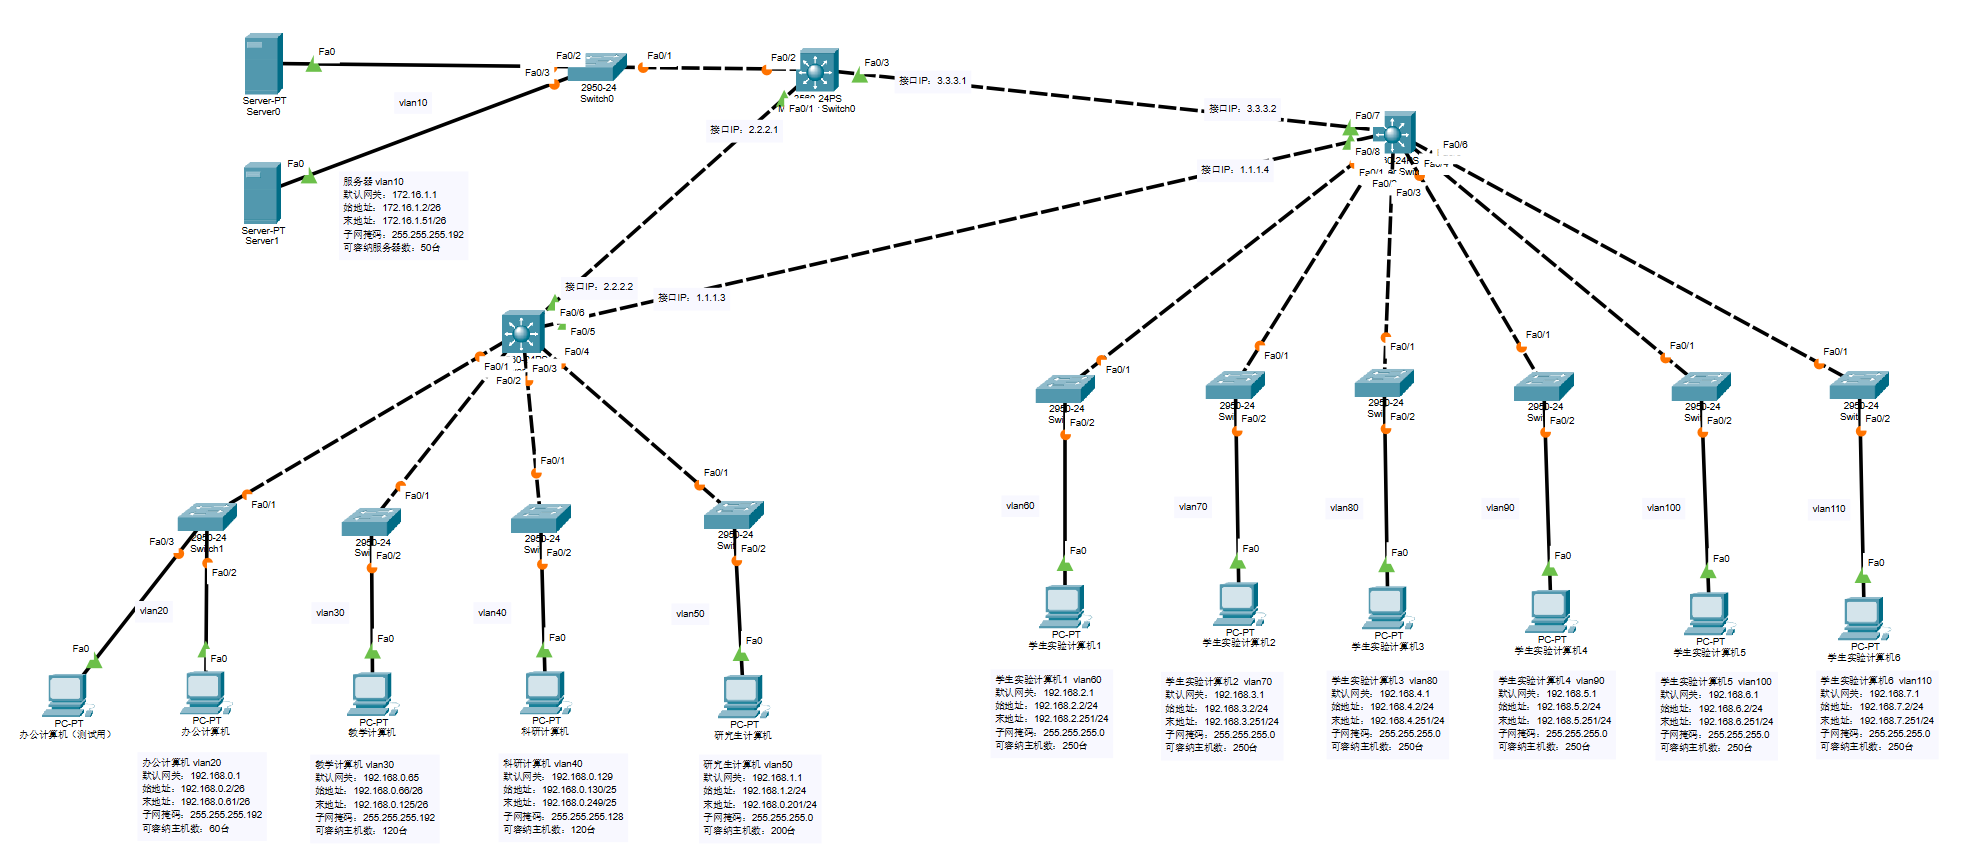 Fa0
Fa0/2
Fa0/1
Fa0/2
Fa0/3
Fa0/3
接口IP：3.3.3.1
2950-24
Switch0
Server-PT
Server0
vlan10
24PS
Fa0/1
Switch0
接口IP：2.2.2.1
接口IP：3.3.3.2
Fa0/7
Fa0/6
Fa0/8
Fa0/3
接口IP：1.1.1.4
Fa0
Server-PT
Server1
服务器 vlan10
默认网关：172.16.1.1
始地址：172.16.1.2/26
末地址：172.16.1.51/26
子网掩码：255.255.255.192
可容纳服务器数：50台
接口IP：2.2.2.2
接口IP：1.1.1.3
Fa0/6
Fa0/5
Fa0/4
Fa0/1
Fa0/3
Fa0/2
Fa0/1
Fa0/1
Fa0/1
Fa0/1
Fa0/1
Fa0/1
2950-24
Swit
Fa0/2
2950-24
Swit
Fa0/2
2950-24
Swit
Fa0/2
2950-24
Swit
Fa0/2
2950-24
Swit
Fa0/2
2950-24
Swit
Fa0/2
Fa0/1
Fa0/1
Fa0/1
Fa0/1
Fa0/3
2950-24
Switch1
Fa0/2
2950-24
Swit
Fa0/2
2950-24
Swit
Fa0/2
2950-24
Swit
Fa0/2
vlan60
vlan70
vlan80
vlan90
vlan100
vlan110
Fa0
Fa0
Fa0
Fa0
Fa0
Fa0
vlan20
vlan30
vlan40
vlan50
Fa0
Fa0
Fa0
Fa0
Fa0
PC-PT
学生实验计算机1
PC-PT
学生实验计算机2
PC-PT
学生实验计算机3
PC-PT
学生实验计算机4
PC-PT
学生实验计算机5
PC-PT
学生实验计算机6
PC-PT
办公计算机（测试用）
PC-PT
办公计算机
PC-PT
教学计算机
PC-PT
科研计算机
PC-PT
研究生计算机
学生实验计算机1 vlan60
默认网关：192.168.2.1
始地址：192.168.2.2/24
末地址：192.168.2.251/24
子网掩码：255.255.255.0
可容纳主机数：250台
学生实验计算机2 vlan70
默认网关：192.168.3.1
始地址：192.168.3.2/24
末地址：192.168.3.251/24
子网掩码：255.255.255.0
可容纳主机数：250台
学生实验计算机3 vlan80
默认网关：192.168.4.1
始地址：192.168.4.2/24
末地址：192.168.4.251/24
子网掩码：255.255.255.0
可容纳主机数：250台
学生实验计算机4 vlan90
默认网关：192.168.5.1
始地址：192.168.5.2/24
末地址：192.168.5.251/24
子网掩码：255.255.255.0
可容纳主机数：250台
学生实验计算机5 vlan100
默认网关：192.168.6.1
始地址：192.168.6.2/24
末地址：192.168.6.251/24
子网掩码：255.255.255.0
可容纳主机数：250台
学生实验计算机6 vlan110
默认网关：192.168.7.1
始地址：192.168.7.2/24
末地址：192.168.7.251/24
子网掩码：255.255.255.0
可容纳主机数：250台
办公计算机 vlan20
默认网关：192.168.0.1
始地址：192.168.0.2/26
末地址：192.168.0.61/26
子网掩码：255.255.255.192
可容纳主机数：60台
教学计算机 vlan30
默认网关：192.168.0.65
始地址：192.168.0.66/26
末地址：192.168.0.125/26
子网掩码：255.255.255.192
可容纳主机数：120台
科研计算机 vlan40
默认网关：192.168.0.129
始地址：192.168.0.130/25
末地址：192.168.0.249/25
子网掩码：255.255.255.128
可容纳主机数：120台
研究生计算机 vlan50
默认网关：192.168.1.1
始地址：192.168.1.2/24
末地址：192.168.0.201/24
子网掩码：255.255.255.0
可容纳主机数：200台